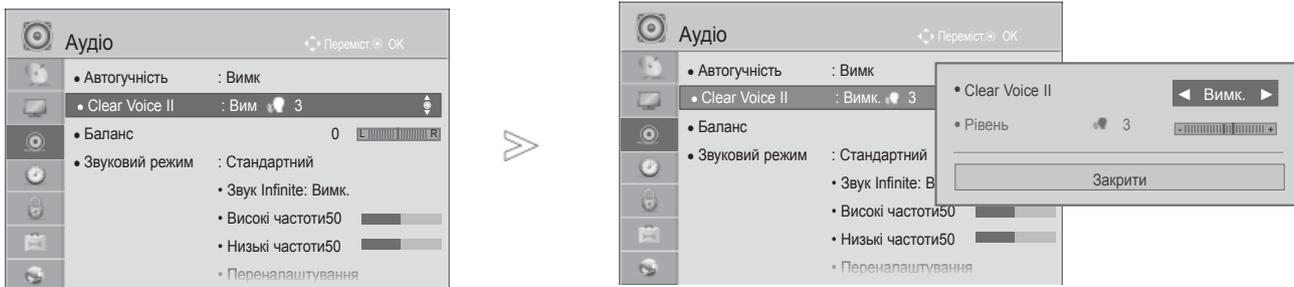 Аудіо
Переміст. OK
• Автогучність : Вимк
• Clear Voice II : Вим 3
• Баланс 0 L R
• Звуковий режим : Стандартний
• Звук Infinite: Вимк.
• Високі частоти50
• Низькі частоти50
• Переналаштування
Аудіо
Переміст. OK
• Автогучність : Вимк
• Clear Voice II : Вимк. 3
• Баланс
• Звуковий режим : Стандартний
• Звук Infinite: В
• Високі частоти50
• Низькі частоти50
• Переналаштування
• Clear Voice II ◄ Вимк. ►
• Рівень 3 - +
Закрити